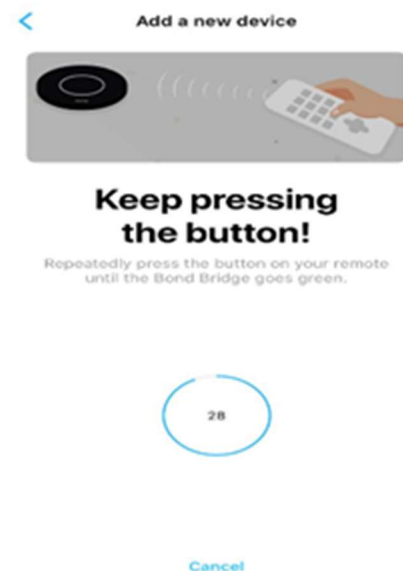 Add a new device
Keep pressing
the button!
Repeatedly press the button on your remote
until the Bond Bridge goes green.
28
Cancel